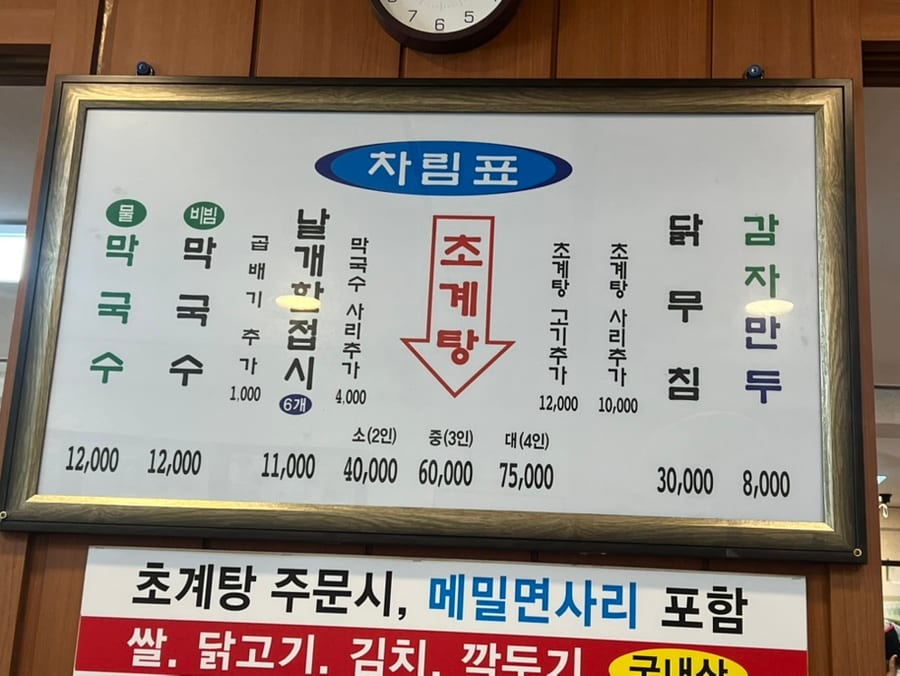 7 6 5
차림표
물 막국수 12,000
비빔 막국수 12,000
곱배기 추가 1,000
날개한접시 6개 11,000
막국수 사리추가 4,000
초계탕
소(2인) 중(3인) 대(4인)
40,000 60,000 75,000
초계탕 고기추가 12,000
초계탕 사리추가 10,000
닭무침 30,000
감자만두 8,000
초계탕 주문시, 메밀면사리 포함
쌀. 닭고기. 김치. 깍두기 국내산